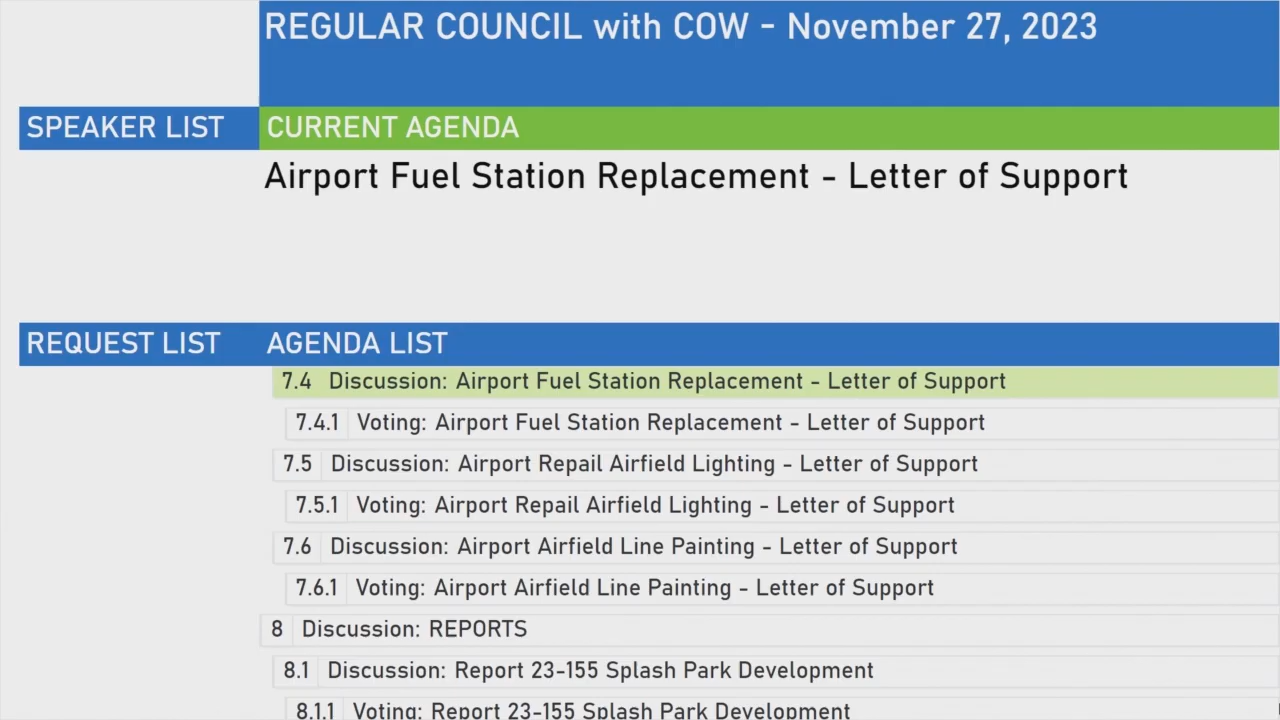 REGULAR COUNCIL with COW - November 27, 2023
SPEAKER LIST CURRENT AGENDA
Airport Fuel Station Replacement - Letter of Support
REQUEST LIST AGENDA LIST
7.4 Discussion: Airport Fuel Station Replacement - Letter of Support
7.4.1 Voting: Airport Fuel Station Replacement - Letter of Support
7.5 Discussion: Airport Repail Airfield Lighting - Letter of Support
7.5.1 Voting: Airport Repail Airfield Lighting - Letter of Support
7.6 Discussion: Airport Airfield Line Painting - Letter of Support
7.6.1 Voting: Airport Airfield Line Painting - Letter of Support
8 Discussion: REPORTS
8.1 Discussion: Report 23-155 Splash Park Development
8.1.1 Voting: Report 23-155 Splash Park Development